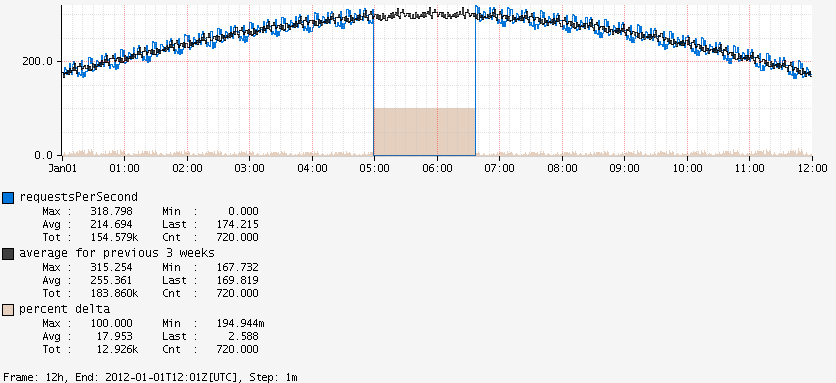 200.0
0.0
Jan01 01:00 02:00 03:00 04:00 05:00 06:00 07:00 08:00 09:00 10:00 11:00 12:00
requestsPerSecond
Max : 318.798 Min : 0.000
Avg : 214.694 Last : 174.215
Tot : 154.579k Cnt : 720.000
average for previous 3 weeks
Max : 315.254 Min : 167.732
Avg : 255.361 Last : 169.819
Tot : 183.860k Cnt : 720.000
percent delta
Max : 100.000 Min : 194.944m
Avg : 17.953 Last : 2.588
Tot : 12.926k Cnt : 720.000
Frame: 12h, End: 2012-01-01T12:01Z[UTC], Step: 1m